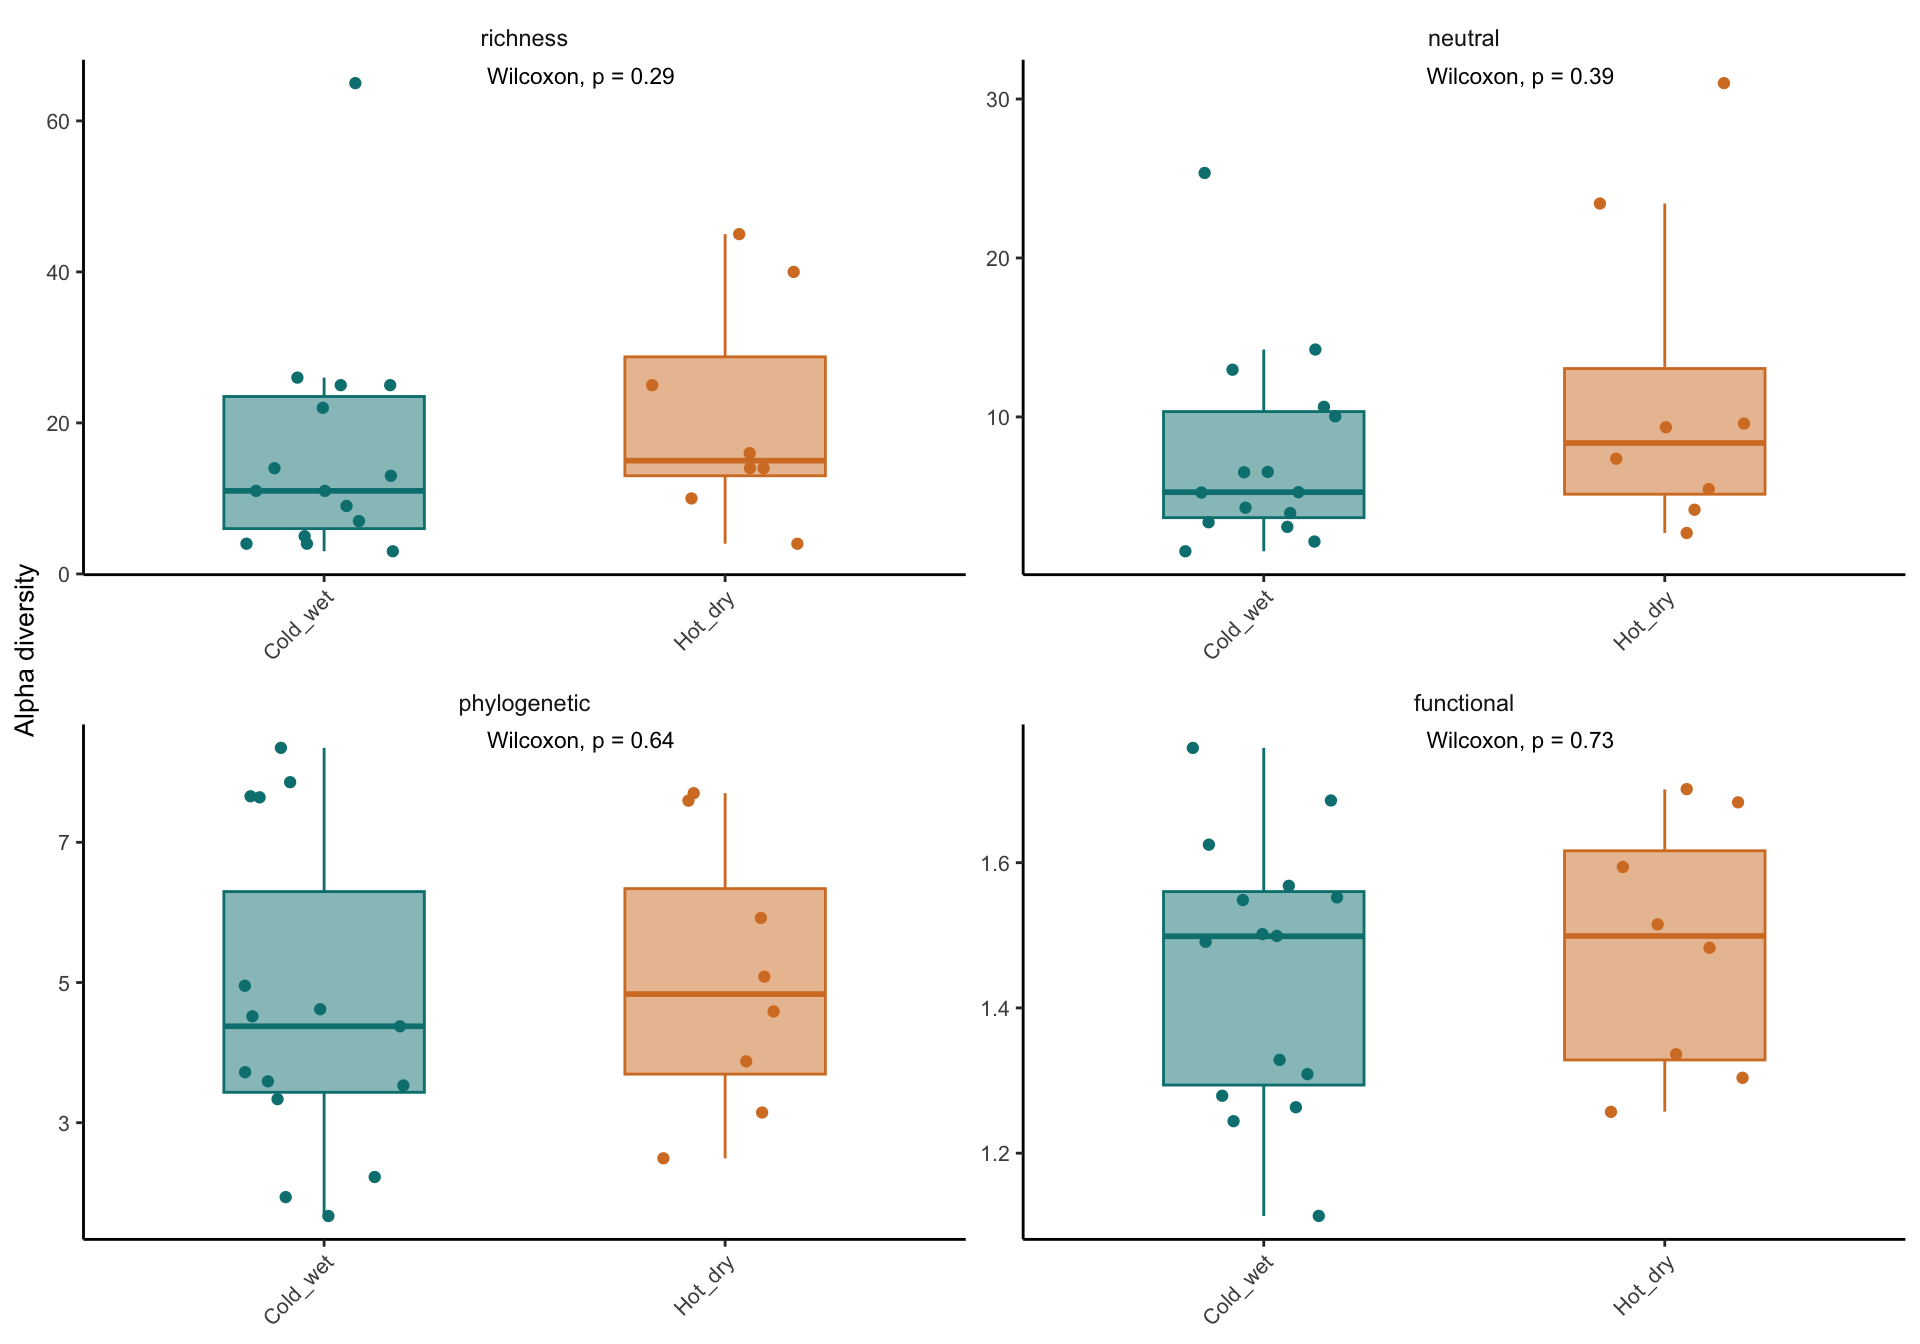 richness
Wilcoxon, p = 0.29
60
40
20
0
Cold_wet
Hot_dry
neutral
Wilcoxon, p = 0.39
30
20
10
Cold_wet
Hot_dry
Alpha diversity
phylogenetic
Wilcoxon, p = 0.64
7
5
3
Cold_wet
Hot_dry
functional
Wilcoxon, p = 0.73
1.6
1.4
1.2
Cold_wet
Hot_dry